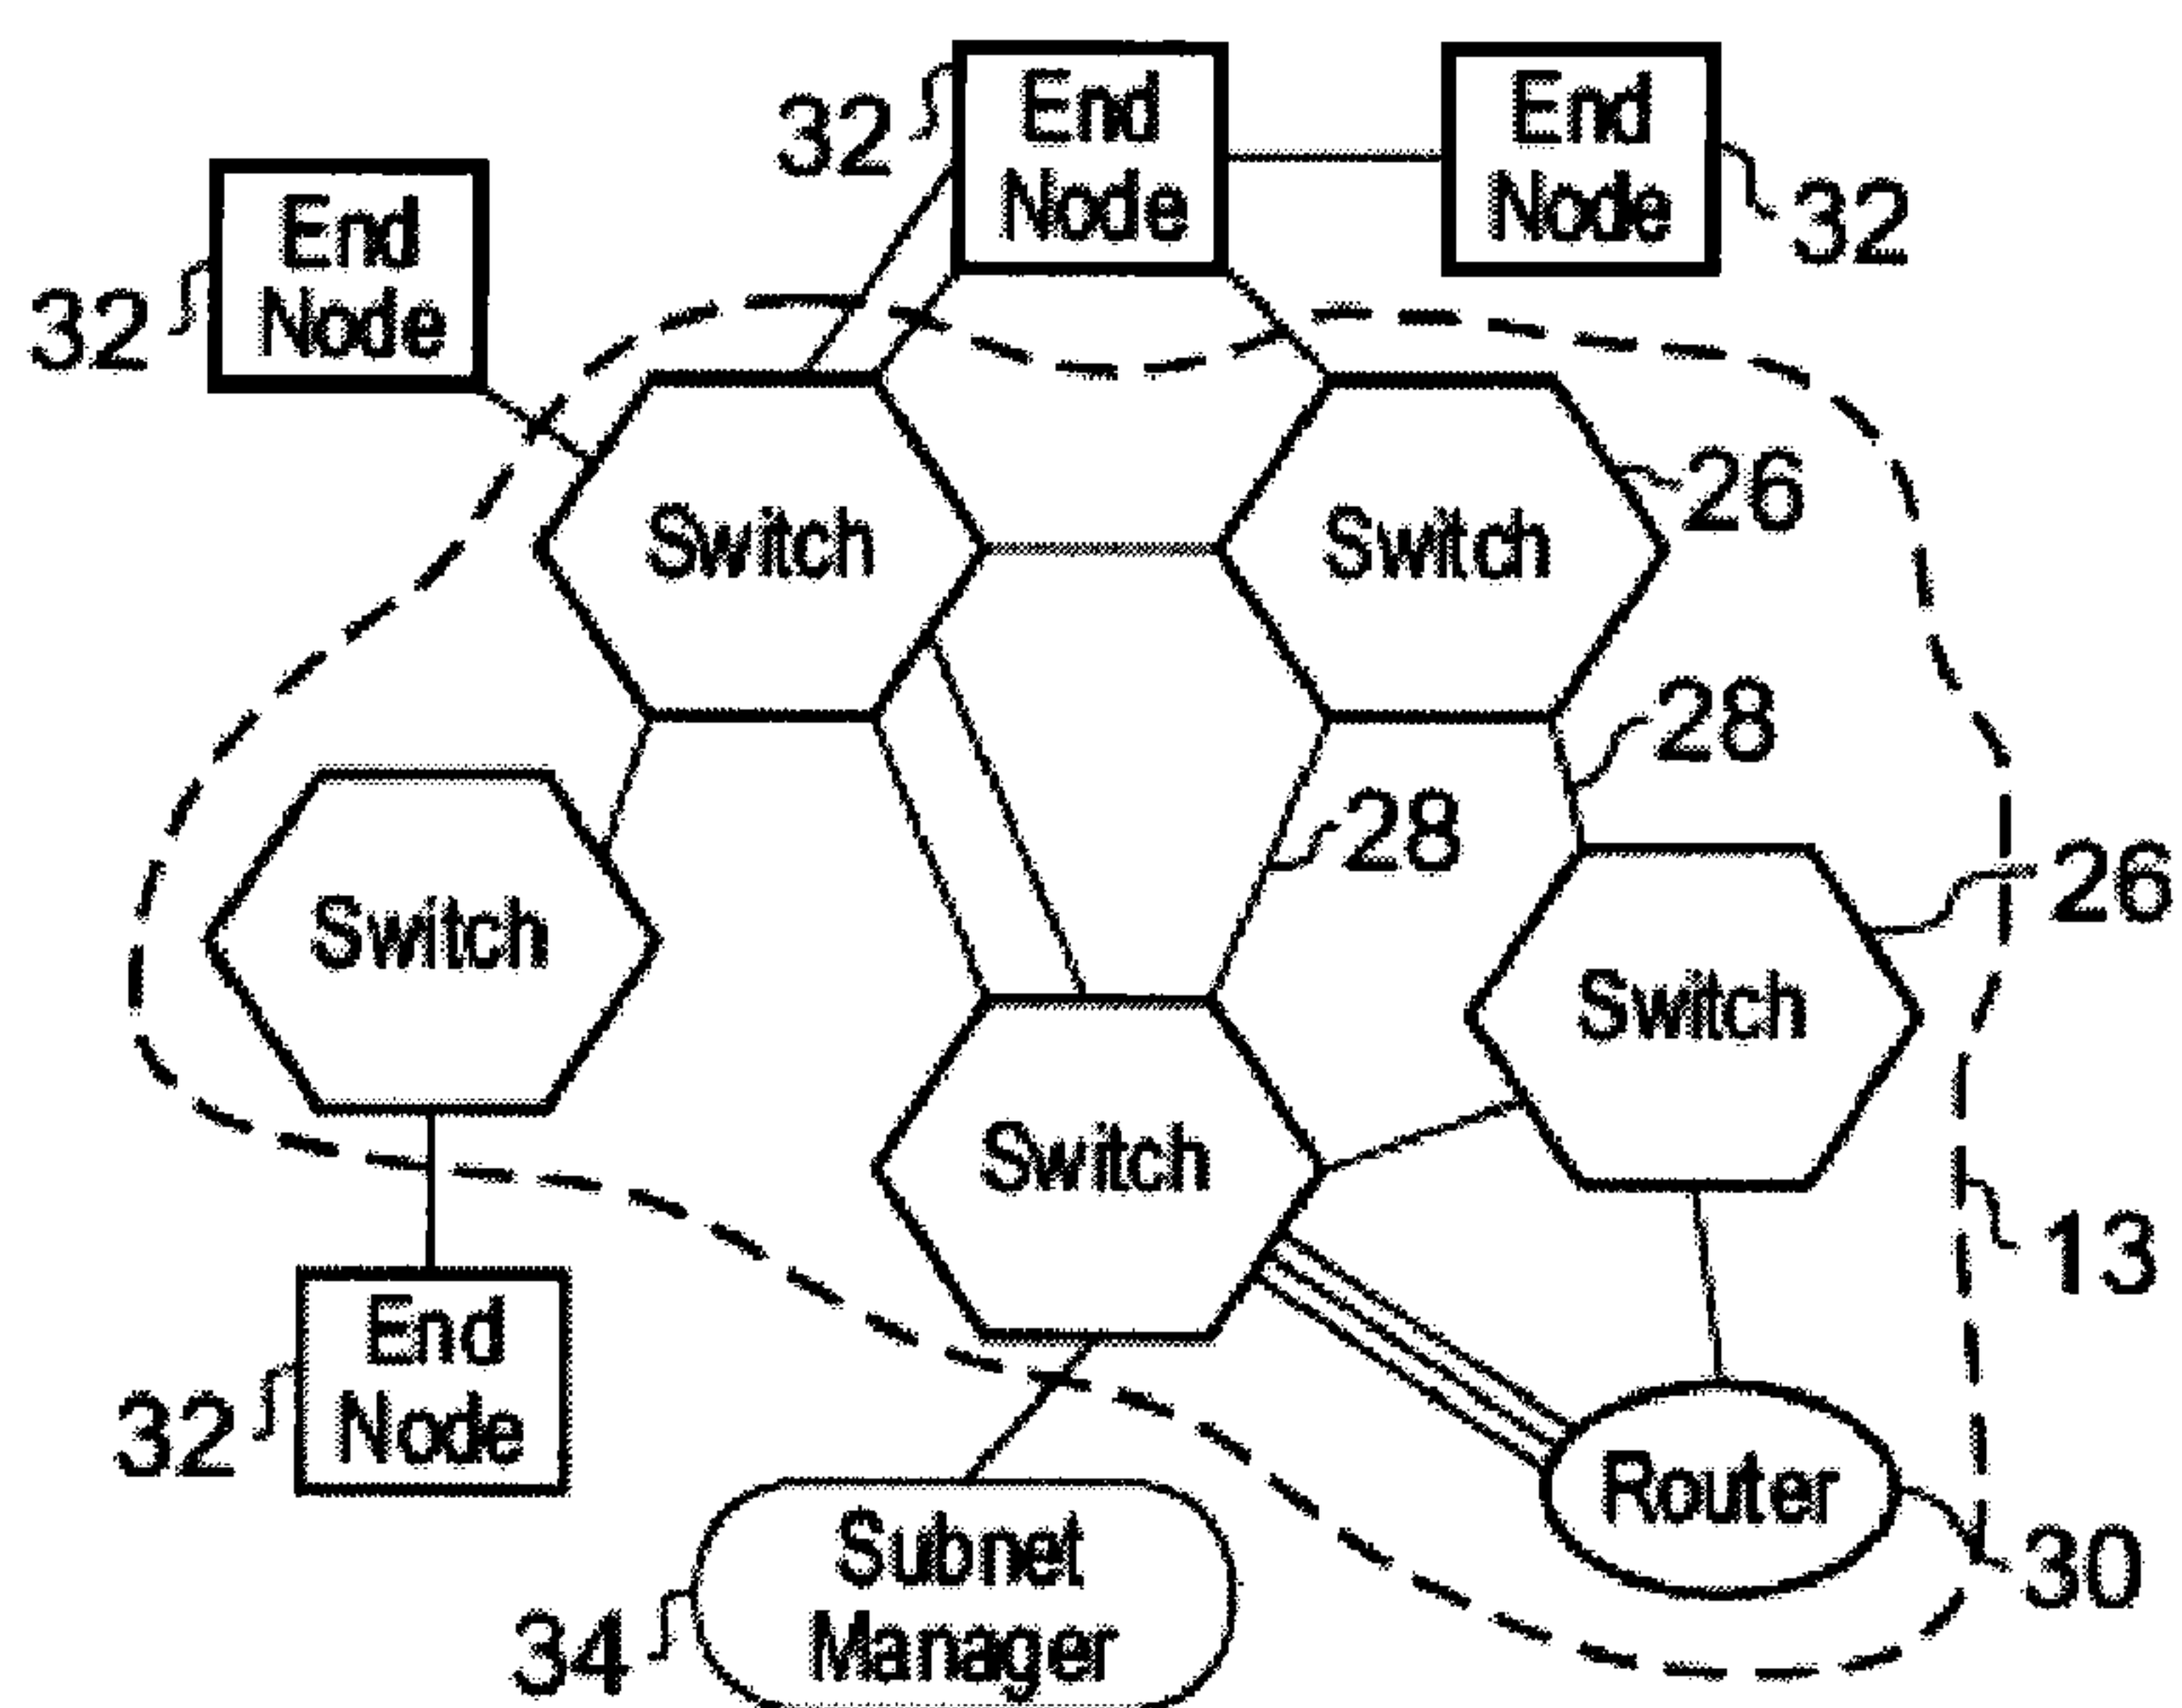 32
End
Node
End
Node
32
End
Node
32
Switch
Switch
26
28
28
Switch
26
Switch
Switch
13
End
Node
32
Router
30
Subnet
Manager
34